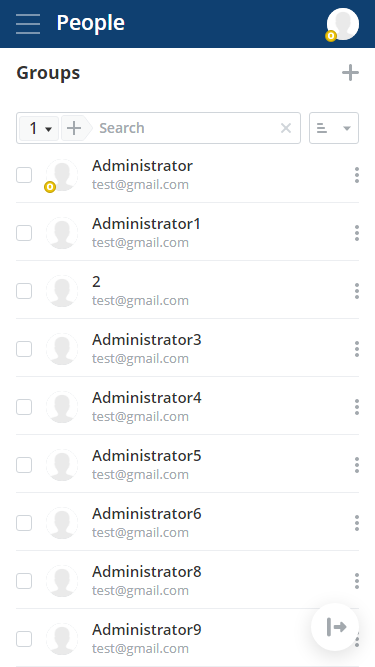 People
Groups
1
Search
Administrator
test@gmail.com
Administrator1
test@gmail.com
2
test@gmail.com
Administrator3
test@gmail.com
Administrator4
test@gmail.com
Administrator5
test@gmail.com
Administrator6
test@gmail.com
Administrator8
test@gmail.com
Administrator9
test@gmail.com